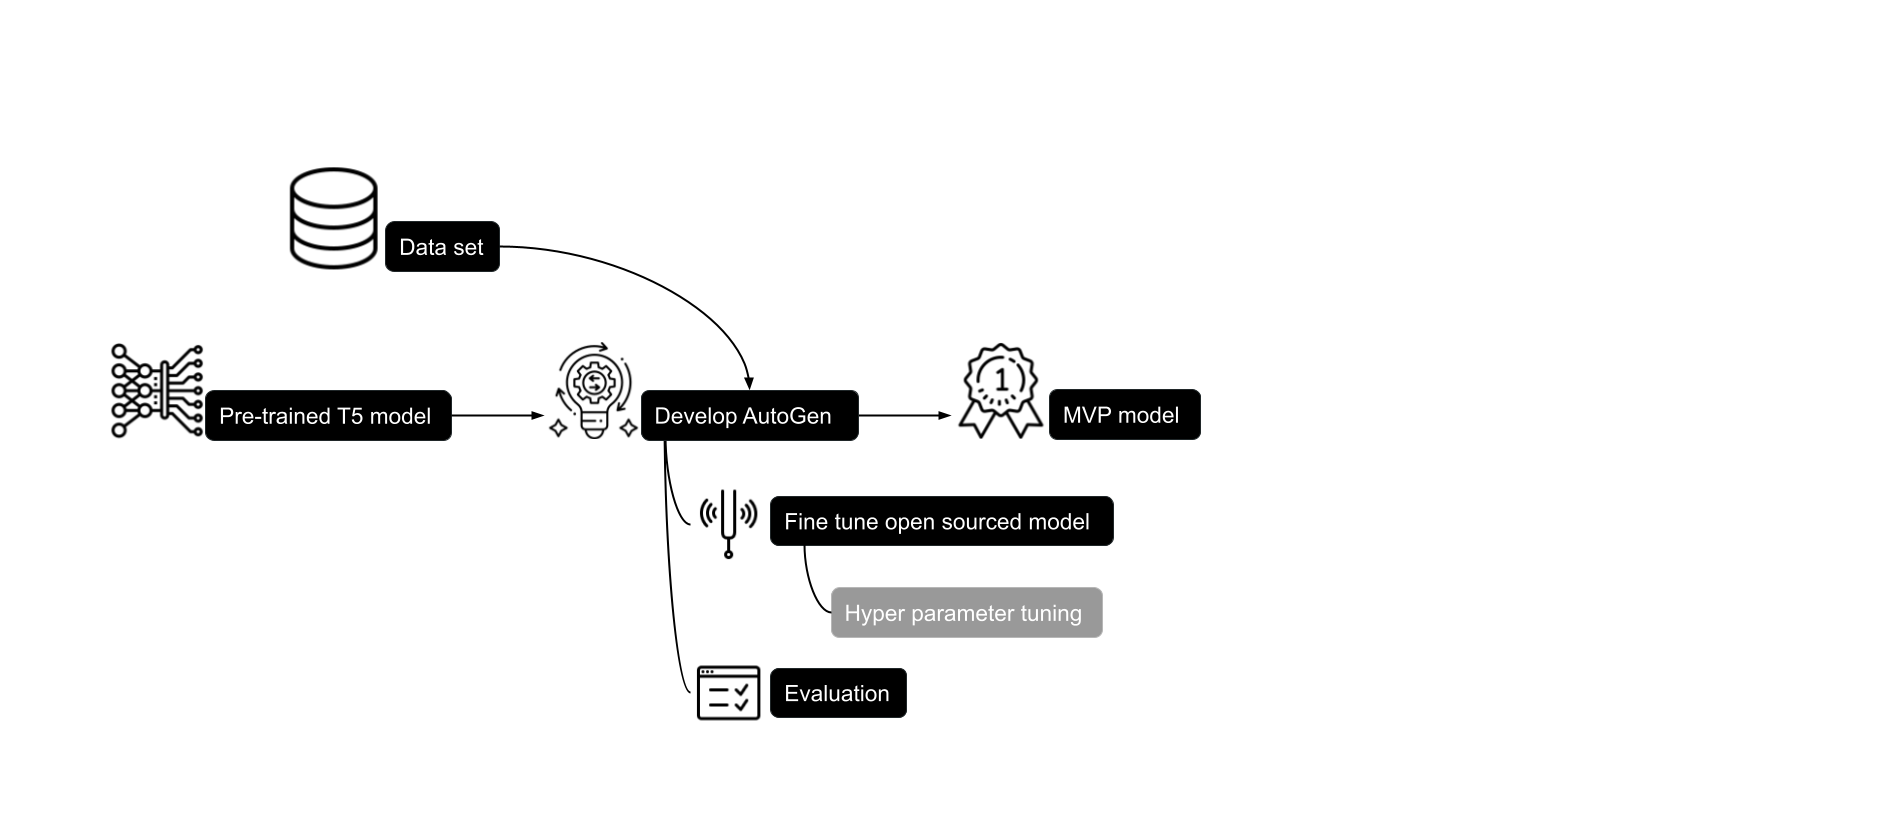 Data set
Pre-trained T5 model
Develop AutoGen
1
MVP model
Fine tune open sourced model
Hyper parameter tuning
Evaluation